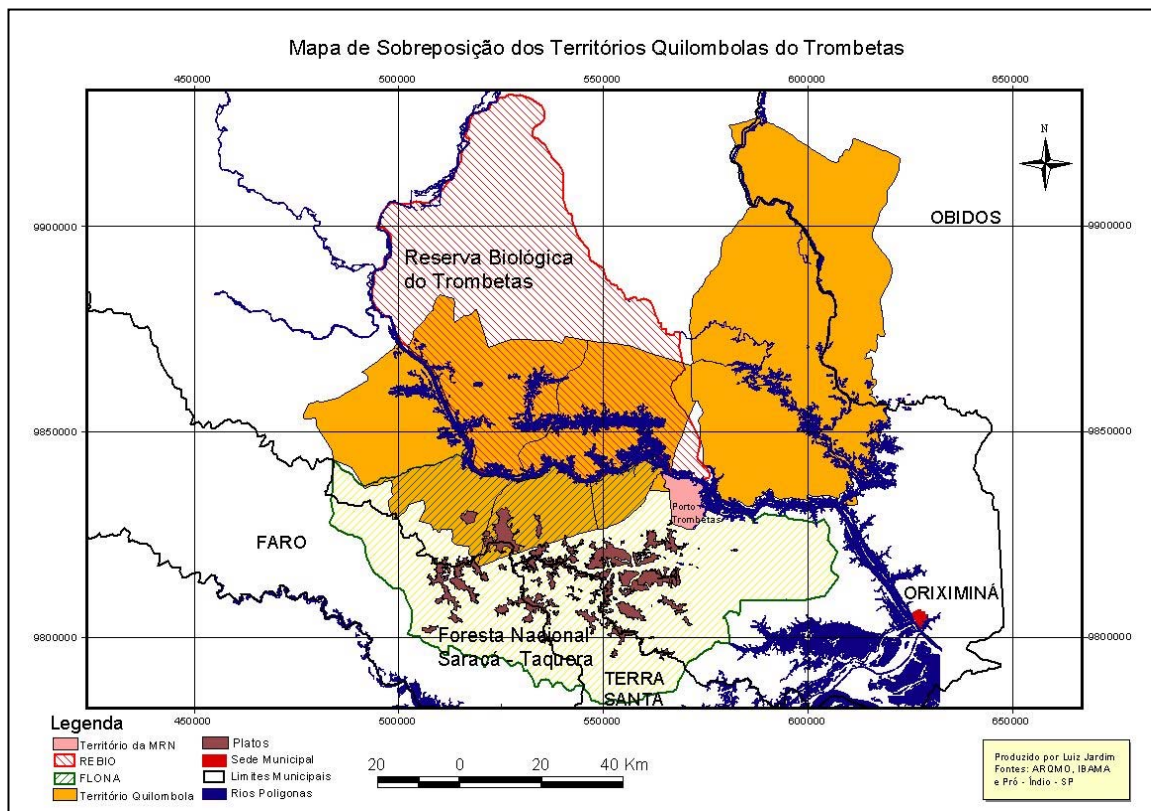 Mapa de Sobreposição dos Territórios Quilombolas do Trombetas
450000 500000 550000 600000 650000
N
OBIDOS
9900000 9900000
Reserva Biológica
do Trombetas
9850000 9850000
Porto
Trombetas
FARO
ORIXIMINÁ
9800000 9800000
Foresta Nacional
Saracá - Taquera
TERRA
SANTA
450000 500000 550000 600000 650000
Legenda
Território da MRN
REBIO
FLONA
Território Quilombola
Platos
Sede Municipal
Limites Municipais
Rios Poligonas
20 0 20 40 Km
Produzido por Luiz Jardim
Fontes: ARQMO, IBAMA
e Pró - Índio - SP